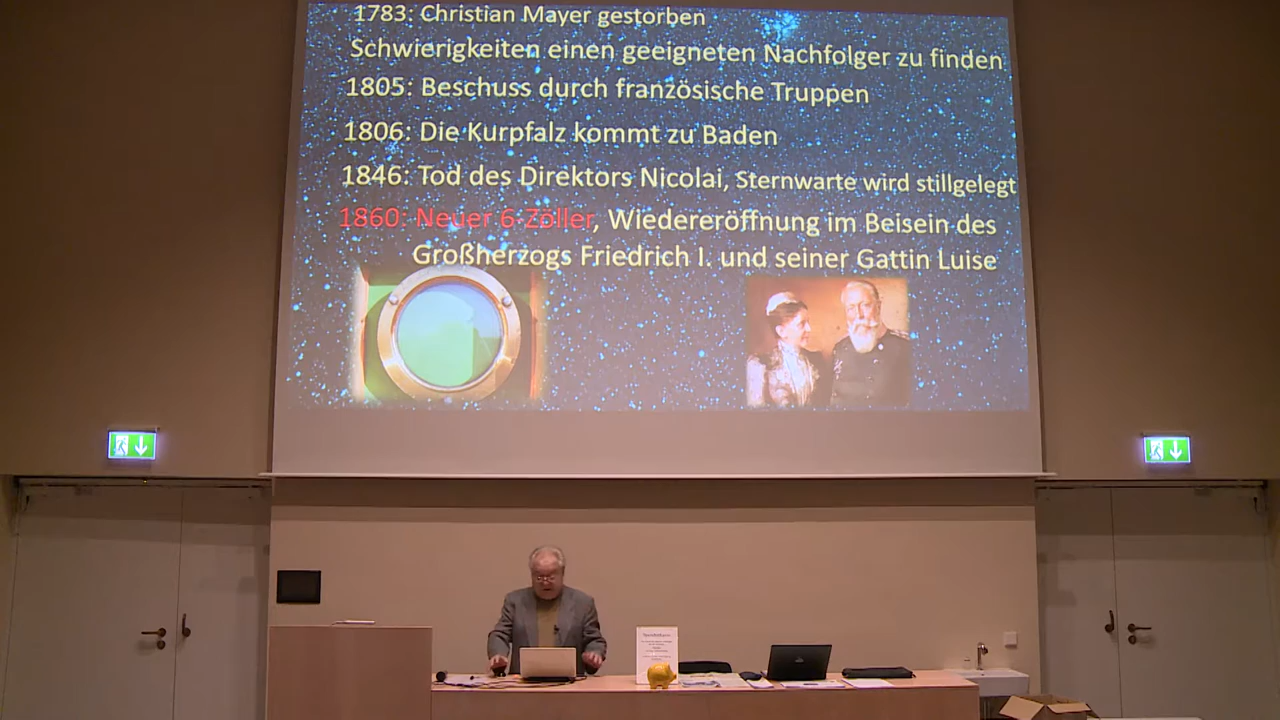 1783: Christian Mayer gestorben
Schwierigkeiten einen geeigneten Nachfolger zu finden
1805: Beschuss durch französische Truppen
1806: Die Kurpfalz kommt zu Baden
1846: Tod des Direktors Nicolai, Sternwarte wird stillgelegt
1860: Neuer 6-Zöller, Wiedereröffnung im Beisein des
Großherzogs Friedrich I. und seiner Gattin Luise